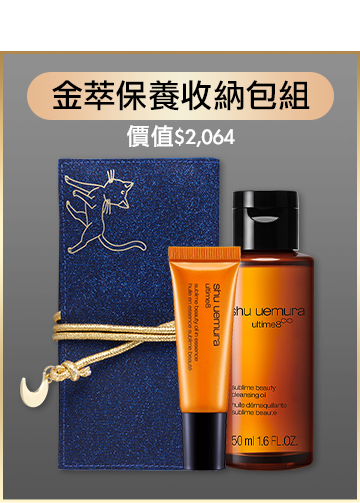 金萃保養收納包組
價值$2,064
shu uemura
ultime8
sublime beauty oil in essence
huile en essence sublime beauté
shu uemura
ultime8∞
sublime beauty
cleansing oil
huile démaquillante
sublime beauté
50 ml 1.6 FL.OZ.